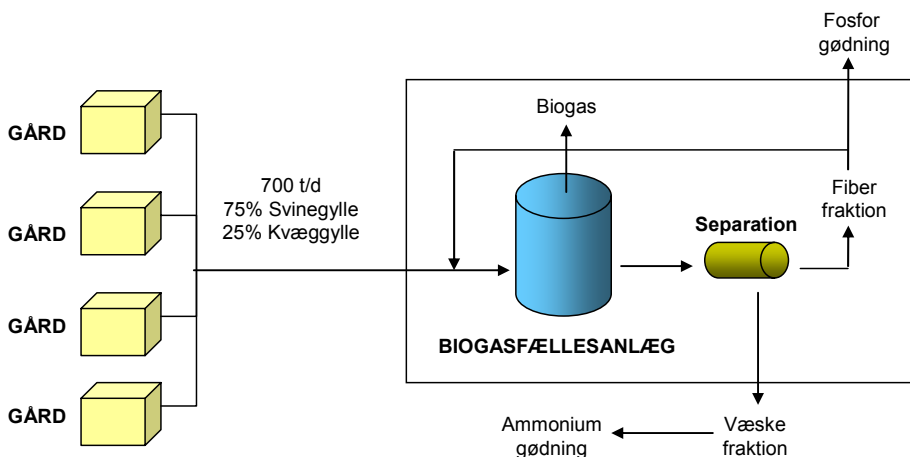 Fosfor
gødning
Biogas
GÅRD
700 t/d
75% Svinegylle
25% Kvæggylle
Fiber
fraktion
GÅRD
Separation
GÅRD
BIOGASFÆLLESANLÆG
GÅRD
Ammonium
gødning
Væske
fraktion